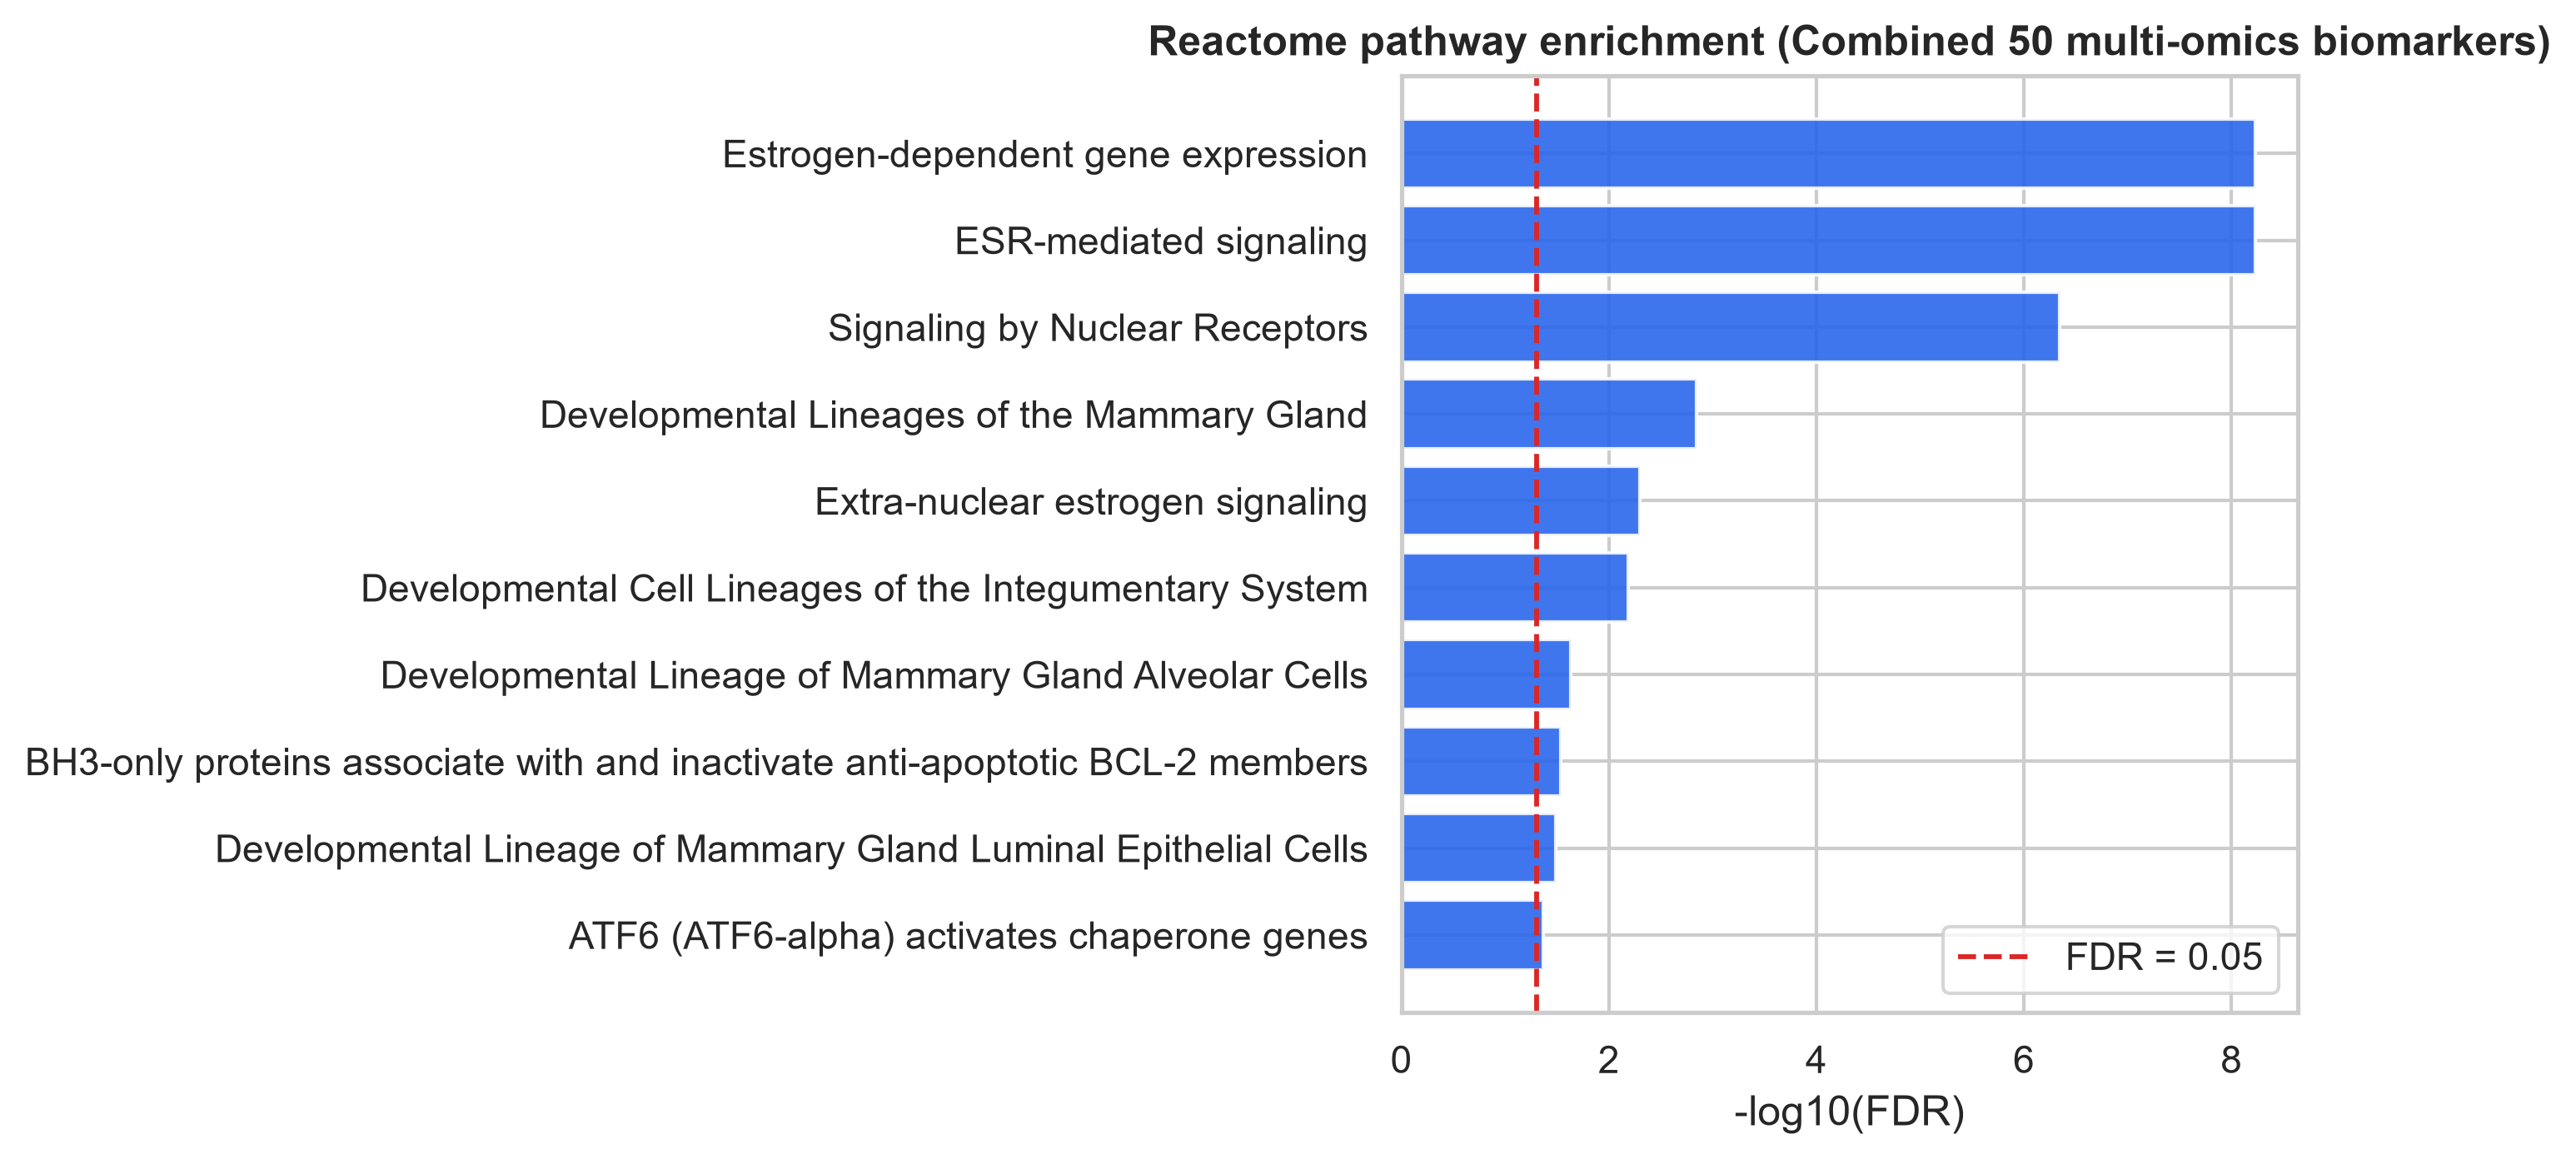 Reactome pathway enrichment (Combined 50 multi-omics biomarkers)
Estrogen-dependent gene expression
ESR-mediated signaling
Signaling by Nuclear Receptors
Developmental Lineages of the Mammary Gland
Extra-nuclear estrogen signaling
Developmental Cell Lineages of the Integumentary System
Developmental Lineage of Mammary Gland Alveolar Cells
BH3-only proteins associate with and inactivate anti-apoptotic BCL-2 members
Developmental Lineage of Mammary Gland Luminal Epithelial Cells
ATF6 (ATF6-alpha) activates chaperone genes
FDR = 0.05
0 2 4 6 8
-log10(FDR)